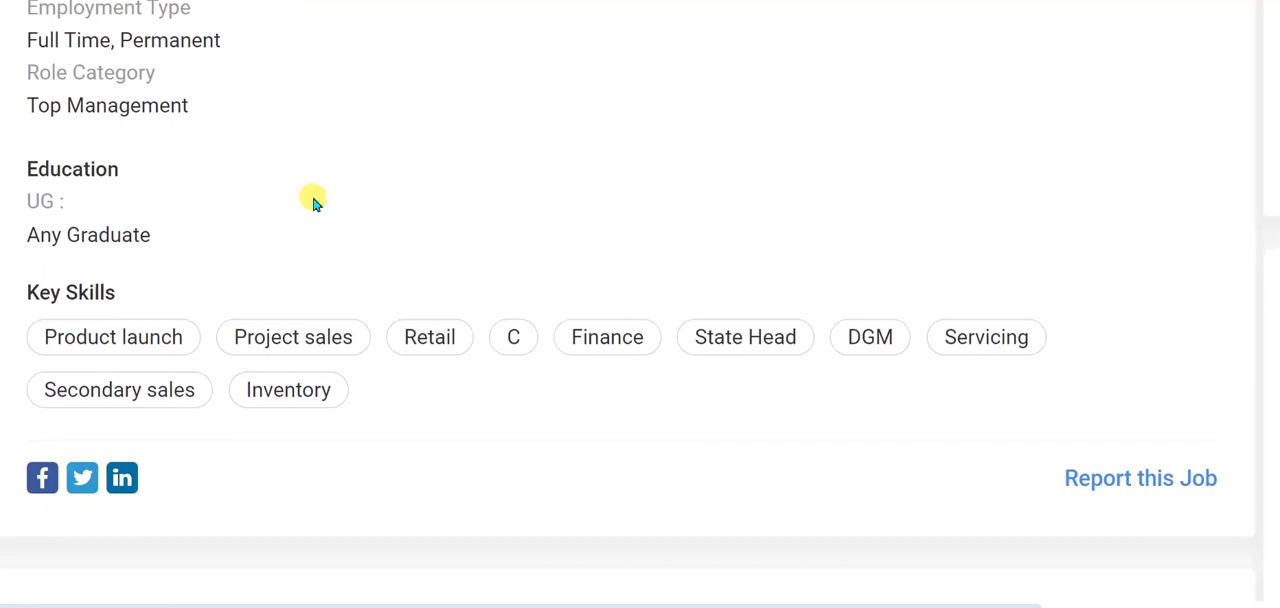 Employment Type
Full Time, Permanent
Role Category
Top Management
Education
UG :
Any Graduate
Key Skills
Product launch Project sales Retail C Finance State Head DGM Servicing
Secondary sales Inventory
Report this Job